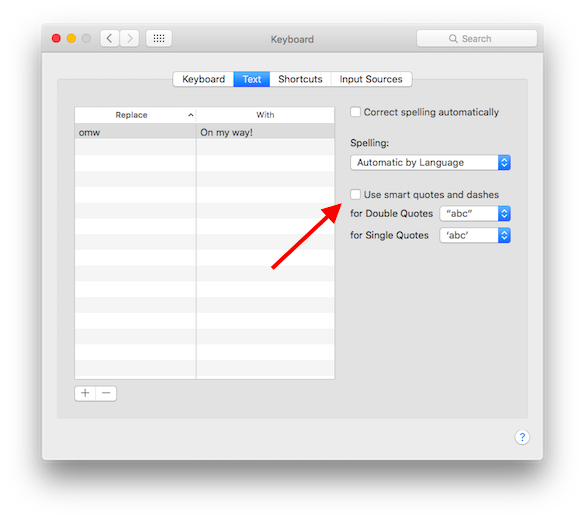 Keyboard
Search
Keyboard Text Shortcuts Input Sources
Replace With
omw On my way!
Correct spelling automatically
Spelling:
Automatic by Language
Use smart quotes and dashes
for Double Quotes “abc”
for Single Quotes ‘abc’
?